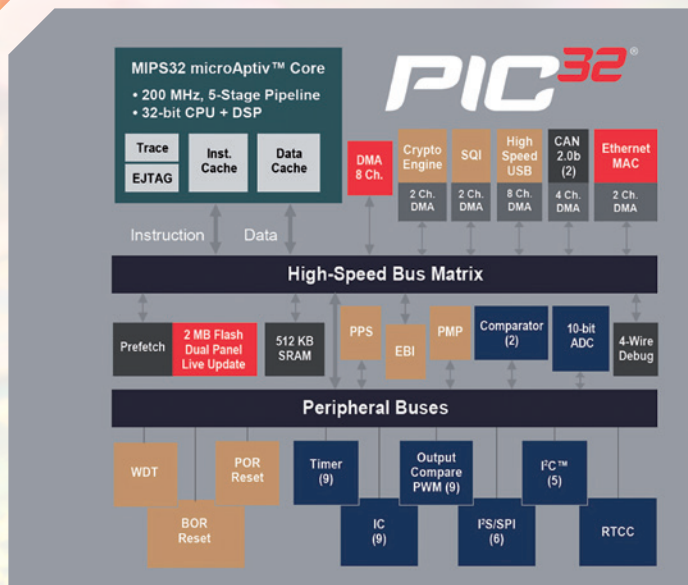 MIPS32 microAptiv™ Core
• 200 MHz, 5-Stage Pipeline
• 32-bit CPU + DSP
Trace
EJTAG
Inst.
Cache
Data
Cache
PIC32®
DMA
8 Ch.
Crypto
Engine
2 Ch.
DMA
SQI
2 Ch.
DMA
High
Speed
USB
8 Ch.
DMA
CAN
2.0b
(2)
4 Ch.
DMA
Ethernet
MAC
2 Ch.
DMA
Instruction
Data
High-Speed Bus Matrix
Prefetch
2 MB Flash
Dual Panel
Live Update
512 KB
SRAM
PPS
EBI
PMP
Comparator
(2)
10-bit
ADC
4-Wire
Debug
Peripheral Buses
WDT
BOR
Reset
POR
Reset
Timer
(9)
IC
(9)
Output
Compare
PWM (9)
I²S/SPI
(6)
I²C™
(5)
RTCC